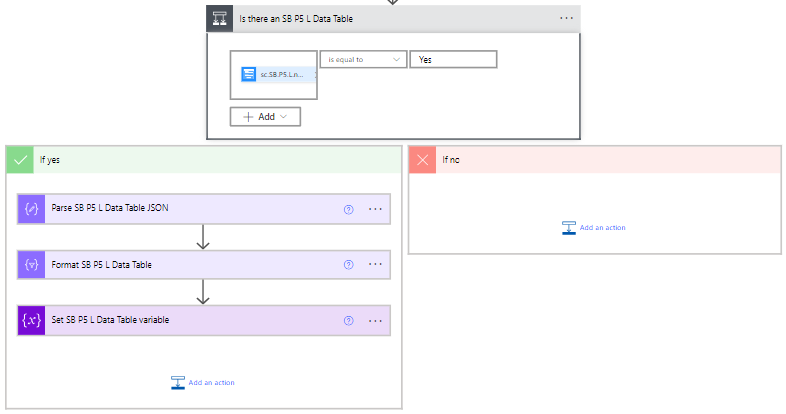 Is there an SB P5 L Data Table
sc.SB.P5.L.n...
is equal to
Yes
Add
If yes
If no
Parse SB P5 L Data Table JSON
Add an action
Format SB P5 L Data Table
Set SB P5 L Data Table variable
Add an action